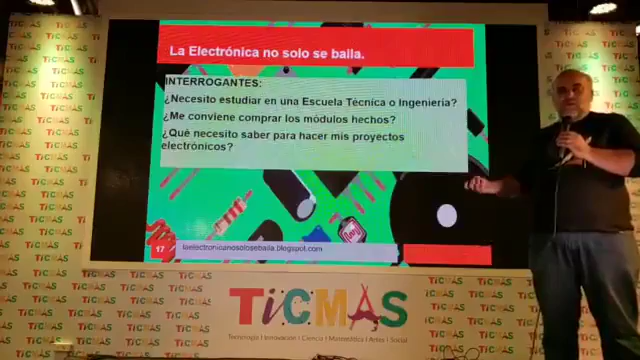 La Electrónica no solo se baila.
INTERROGANTES:
¿Necesito estudiar en una Escuela Técnica o Ingeniería?
¿Me conviene comprar los módulos hechos?
¿Qué necesito saber para hacer mis proyectos
electrónicos?
17
laelectronicanosolosebaila.blogspot.com
TiCMAS
Tecnología | Innovación | Ciencia | Matemática | Artes | Social